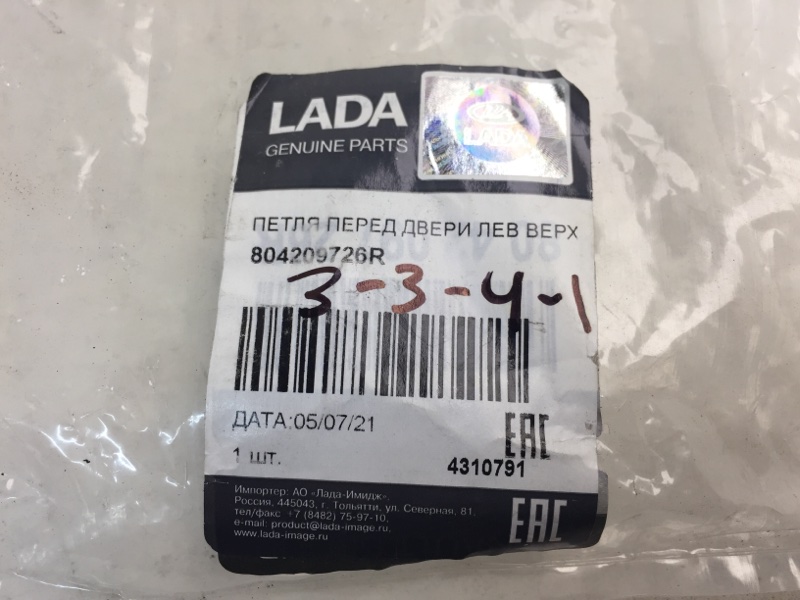 LADA
GENUINE PARTS
LADA
ПЕТЛЯ ПЕРЕД ДВЕРИ ЛЕВ ВЕРХ
804209726R
3-3-4-1
ДАТА:05/07/21
EAC
1 шт.
4310791
Импортер: АО «Лада-Имидж».
Россия, 445043, г. Тольятти, ул. Северная, 81.
тел/факс +7 (8482) 75-97-10,
e-mail: product@lada-image.ru.
www.lada-image.ru
EAC